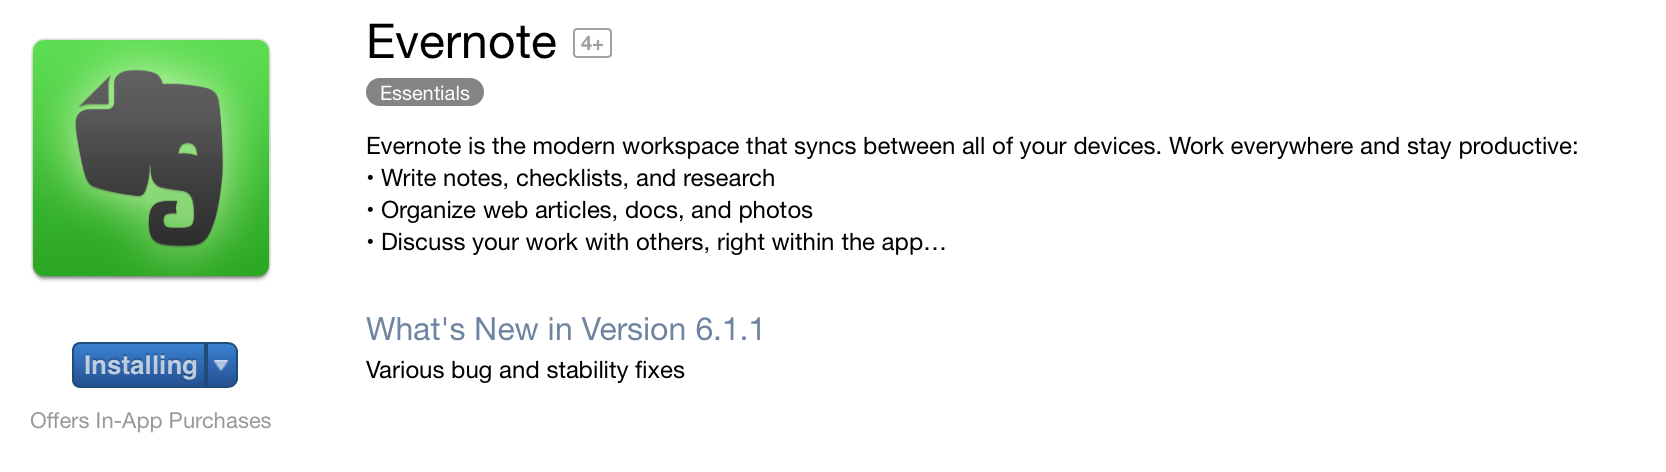 Evernote 4+
Essentials
Evernote is the modern workspace that syncs between all of your devices. Work everywhere and stay productive:
• Write notes, checklists, and research
• Organize web articles, docs, and photos
• Discuss your work with others, right within the app…
What's New in Version 6.1.1
Various bug and stability fixes
Installing
Offers In-App Purchases